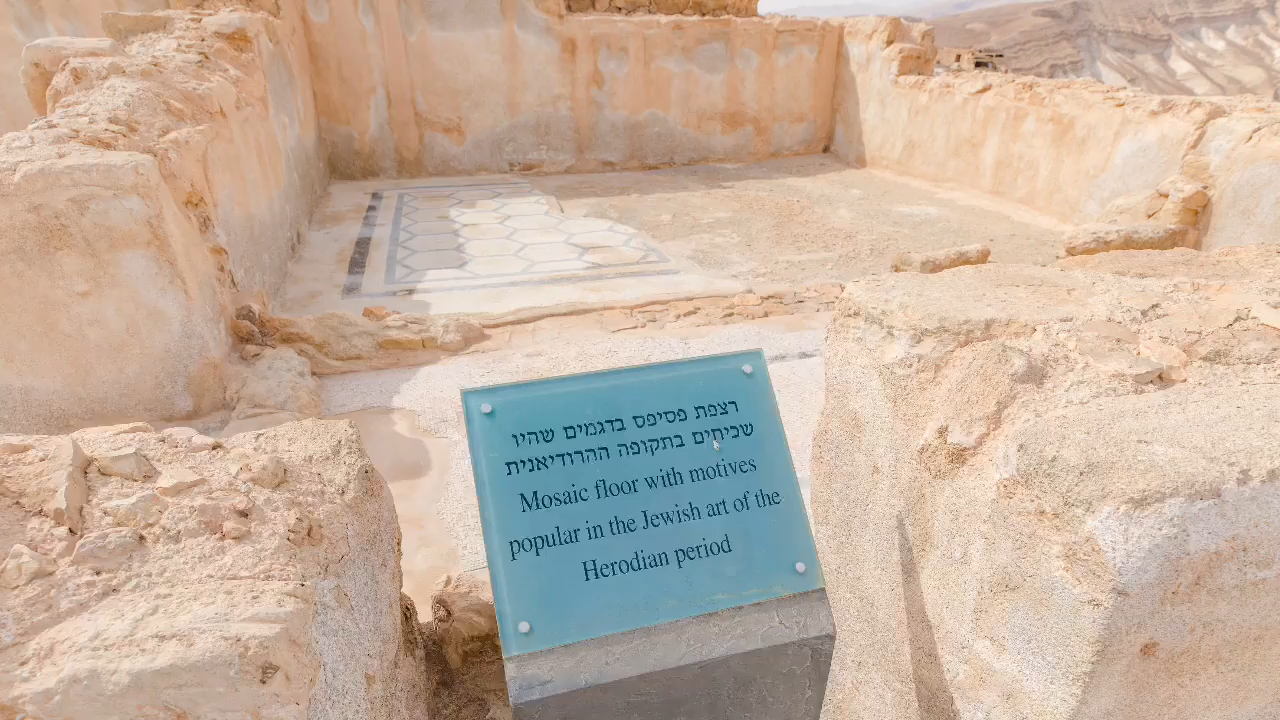 רצפת פסיפס בדגמים שהיו
שכיחים בתקופה ההרודיאנית
Mosaic floor with motives
popular in the Jewish art of the
Herodian period